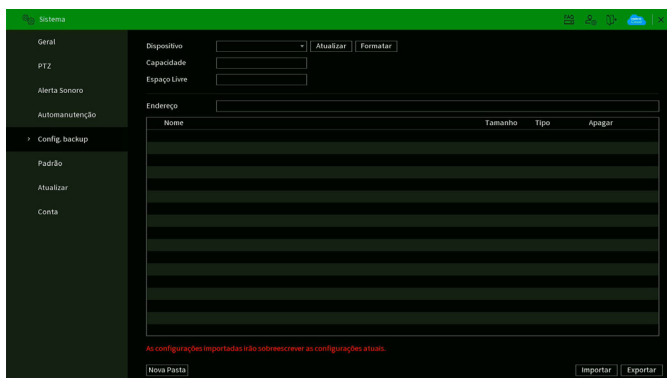 Sistema
Geral
PTZ
Alerta Sonoro
Automanutenção
Config. backup
Padrão
Atualizar
Conta
Dispositivo
Atualizar
Formatar
Capacidade
Espaço Livre
Endereço
Nome Tamanho Tipo Apagar
As configurações importadas irão sobreescrever as configurações atuais.
Nova Pasta
Importar
Exportar